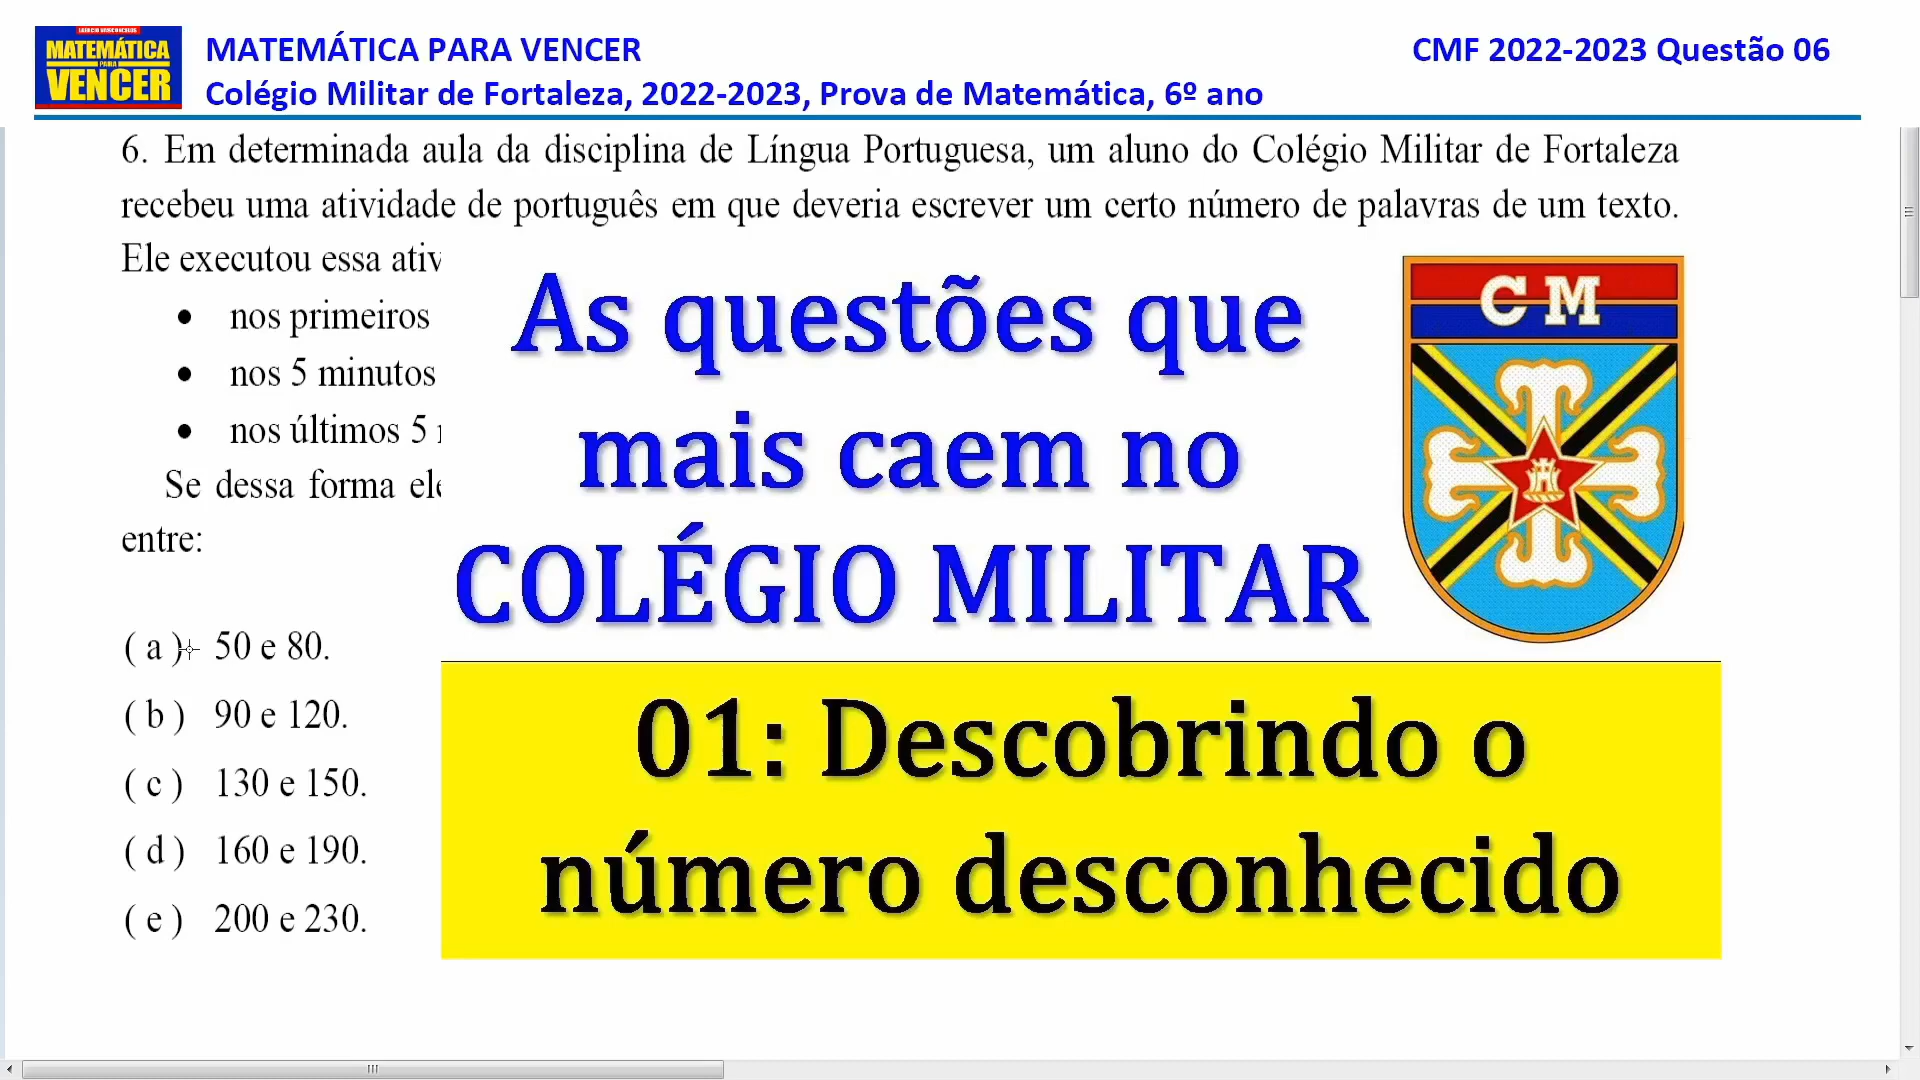 LAÉRCIO VASCONCELOS
MATEMÁTICA
PARA
VENCER
MATEMÁTICA PARA VENCER
CMF 2022-2023 Questão 06
Colégio Militar de Fortaleza, 2022-2023, Prova de Matemática, 6º ano
6. Em determinada aula da disciplina de Língua Portuguesa, um aluno do Colégio Militar de Fortaleza
recebeu uma atividade de português em que deveria escrever um certo número de palavras de um texto.
Ele executou essa ativ
• nos primeiros
• nos 5 minutos
• nos últimos 5
Se dessa forma ele
entre:
( a ) 50 e 80.
( b ) 90 e 120.
( c ) 130 e 150.
( d ) 160 e 190.
( e ) 200 e 230.
As questões que
mais caem no
COLÉGIO MILITAR
CM
01: Descobrindo o
número desconhecido